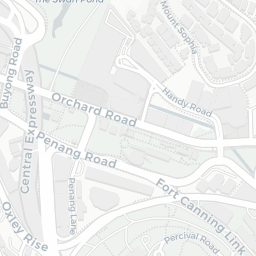 The Swan Pond
Mount Sophia
Buyong Road
Handy Road
Orchard Road
Central Expressway
Penang Road
Penang Lane
Fort Canning Link
Oxley Rise
Percival Road